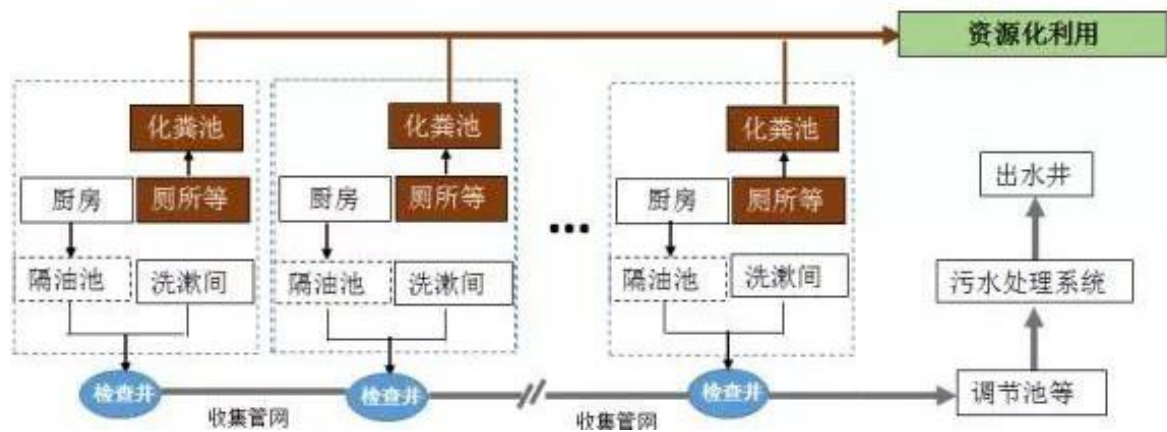 资源化利用
化粪池
化粪池
化粪池
厨房
厕所等
厨房
厕所等
厨房
厕所等
出水井
...
隔油池
洗漱间
隔油池
洗漱间
隔油池
洗漱间
污水处理系统
检查井
检查井
检查井
调节池等
收集管网
收集管网